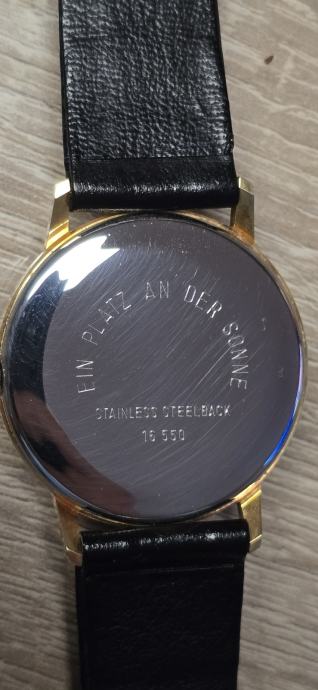 EIN PLATZ AN DER SONNE
STAINLESS STEELBACK
16 550